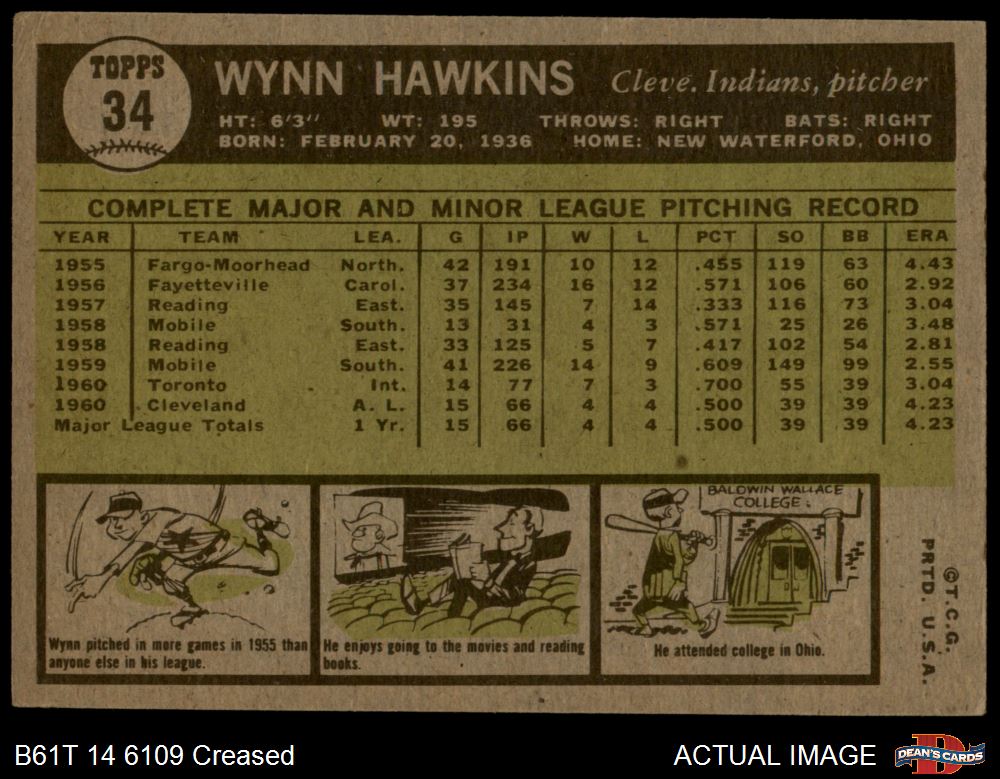 TOPPS
34
WYNN HAWKINS Cleve. Indians, pitcher
HT: 6'3" WT: 195 THROWS: RIGHT BATS: RIGHT
BORN: FEBRUARY 20, 1936 HOME: NEW WATERFORD, OHIO
COMPLETE MAJOR AND MINOR LEAGUE PITCHING RECORD
YEAR TEAM LEA. G IP W L PCT SO BB ERA
1955 Fargo-Moorhead North. 42 191 10 12 .455 119 63 4.43
1956 Fayetteville Carol. 37 234 16 12 .571 106 60 2.92
1957 Reading East. 35 145 7 14 .333 116 73 3.04
1958 Mobile South. 13 31 4 3 .571 25 26 3.48
1958 Reading East. 33 125 5 7 .417 102 54 2.81
1959 Mobile South. 41 226 14 9 .609 149 99 2.55
1960 Toronto Int. 14 77 7 3 .700 55 39 3.04
1960 Cleveland A. L. 15 66 4 4 .500 39 39 4.23
Major League Totals 1 Yr. 15 66 4 4 .500 39 39 4.23
Wynn pitched in more games in 1955 than
anyone else in his league.
He enjoys going to the movies and reading
books.
BALDWIN WALLACE
COLLEGE
He attended college in Ohio.
©T.C.G.
PRTD. U.S.A.
B61T 14 6109 Creased
ACTUAL IMAGE
DEAN'S CARDS